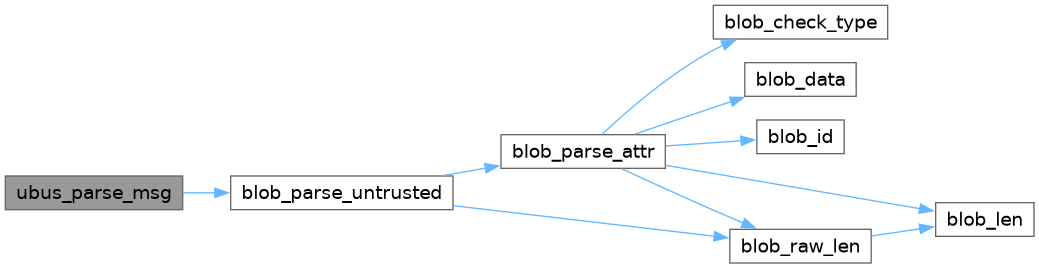 ubus_parse_msg
blob_parse_untrusted
blob_parse_attr
blob_check_type
blob_data
blob_id
blob_raw_len
blob_len